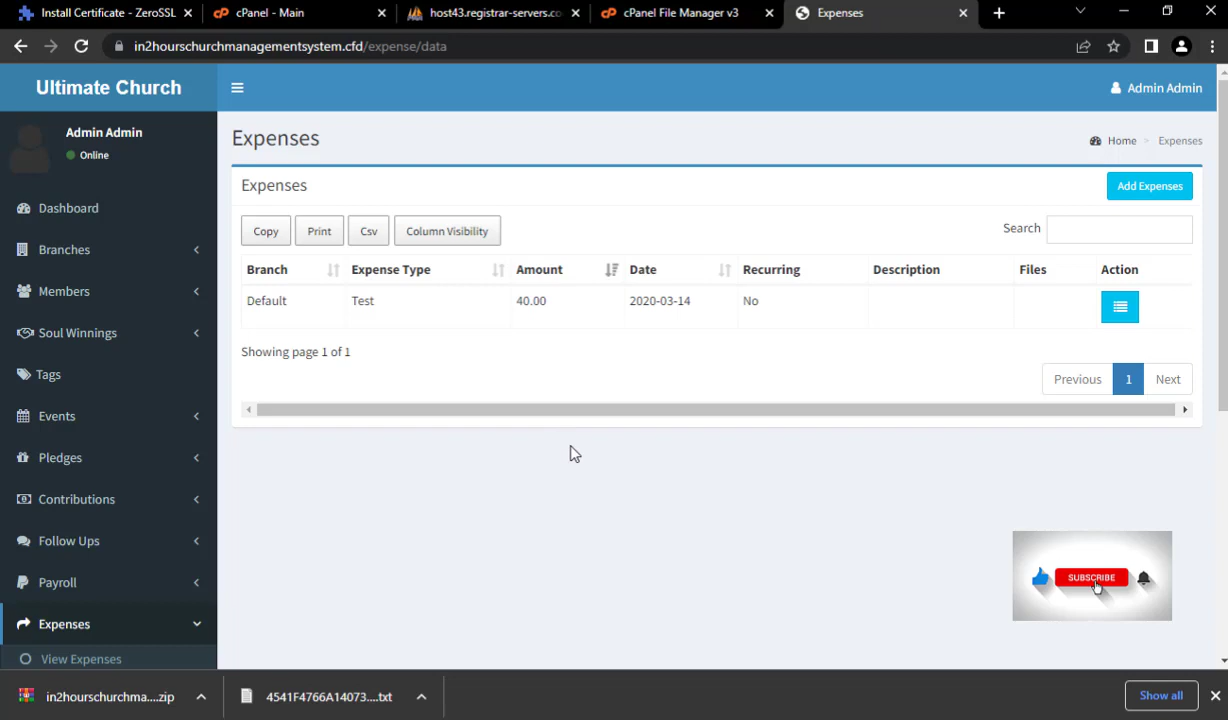 Install Certificate - ZeroSSL
cPanel - Main
host43.registrar-servers.co
cPanel File Manager v3
Expenses
in2hourschurchmanagementsystem.cfd/expense/data
Ultimate Church
Admin Admin
Admin Admin
Online
Expenses
Home > Expenses
Expenses
Add Expenses
Copy
Print
Csv
Column Visibility
Search
Branch
Expense Type
Amount
Date
Recurring
Description
Files
Action
Default
Test
40.00
2020-03-14
No
Showing page 1 of 1
Previous
1
Next
Dashboard
Branches
Members
Soul Winnings
Tags
Events
Pledges
Contributions
Follow Ups
Payroll
Expenses
View Expenses
SUBSCRIBE
in2hourschurchma....zip
4541F4766A14073....txt
Show all